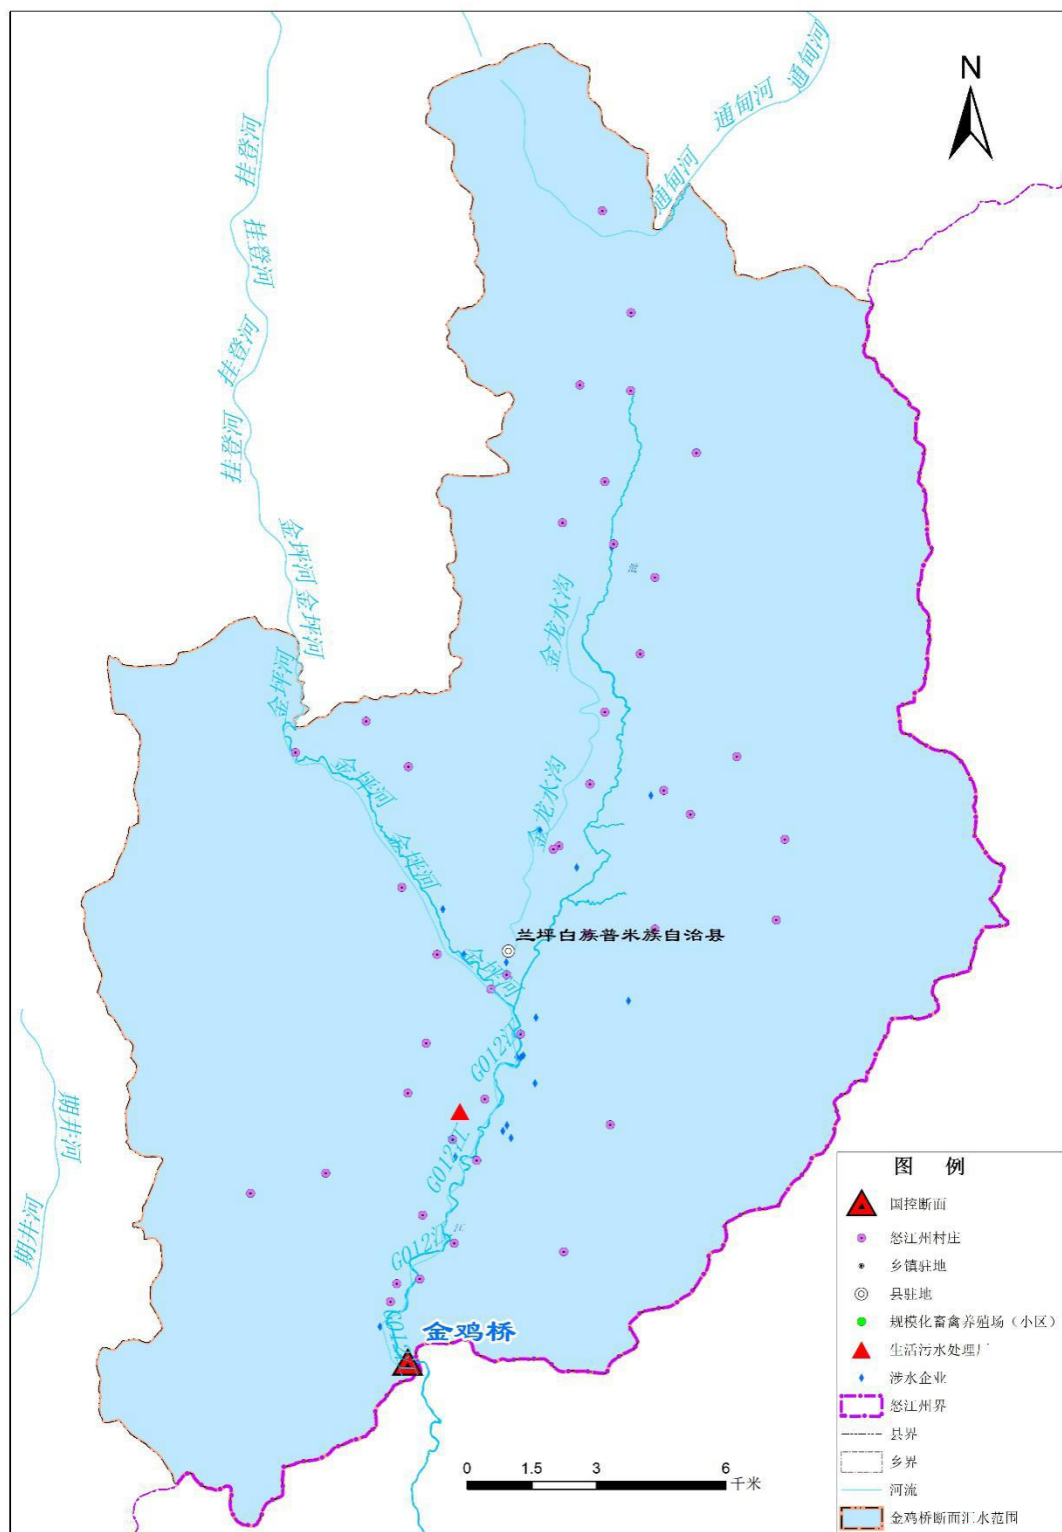 通甸河
通甸河
通甸河
N
挂登河
挂登河
挂登河
挂登河
金坪河
金坪河
金坪河
金坪河
金坪河
金坪河
金龙水沟
金龙水沟
兰坪白族普米族自治县
G012江
G012江
G012江
期井河
期井河
金鸡桥
0 1.5 3 6
千米
图 例
国控断面
怒江州村庄
乡镇驻地
县驻地
规模化畜禽养殖场（小区）
生活污水处理厂
涉水企业
怒江州界
县界
乡界
河流
金鸡桥断面汇水范围